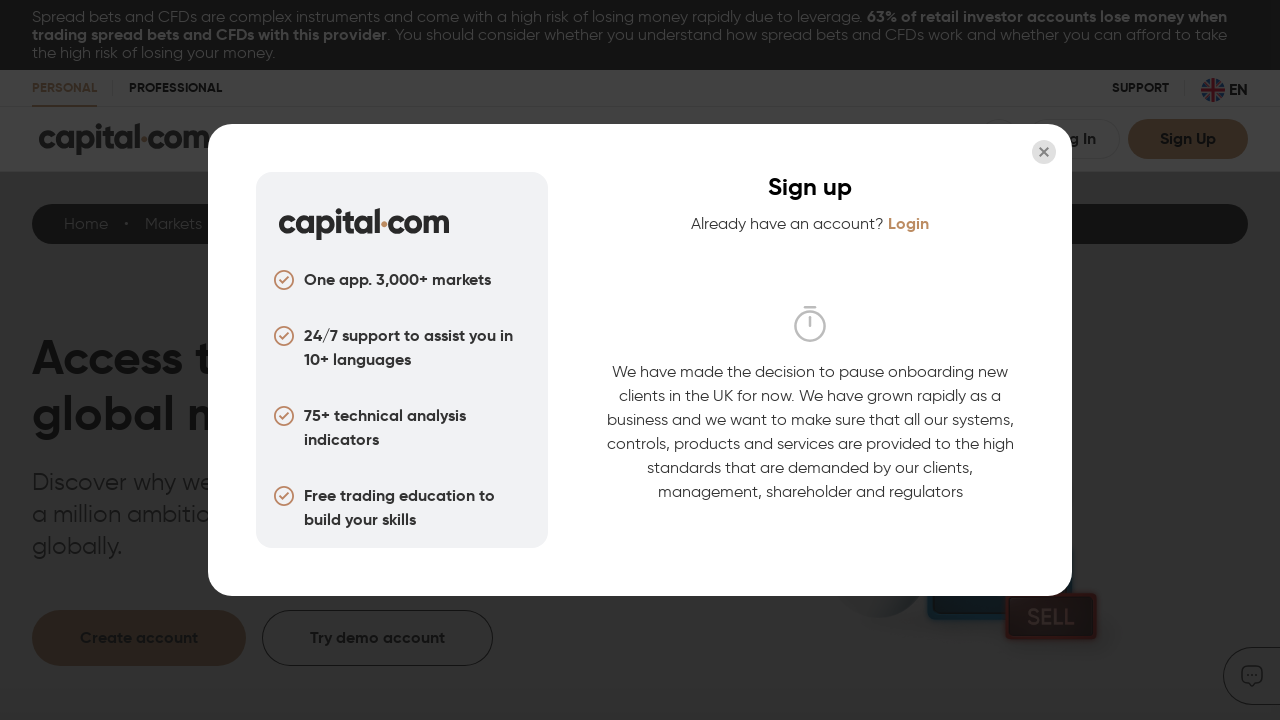 Spread bets and CFDs are complex instruments and come with a high risk of losing money rapidly due to leverage. 63% of retail investor accounts lose money when
trading spread bets and CFDs with this provider. You should consider whether you understand how spread bets and CFDs work and whether you can afford to take
the high risk of losing your money.
PERSONAL PROFESSIONAL SUPPORT EN
capital.com g In Sign Up
Home • Markets
Access t
global m
Discover why we
a million ambitio
globally.
Create account Try demo account
SELL
capital.com
One app. 3,000+ markets
24/7 support to assist you in
10+ languages
75+ technical analysis
indicators
Free trading education to
build your skills
Sign up
Already have an account? Login
We have made the decision to pause onboarding new
clients in the UK for now. We have grown rapidly as a
business and we want to make sure that all our systems,
controls, products and services are provided to the high
standards that are demanded by our clients,
management, shareholder and regulators